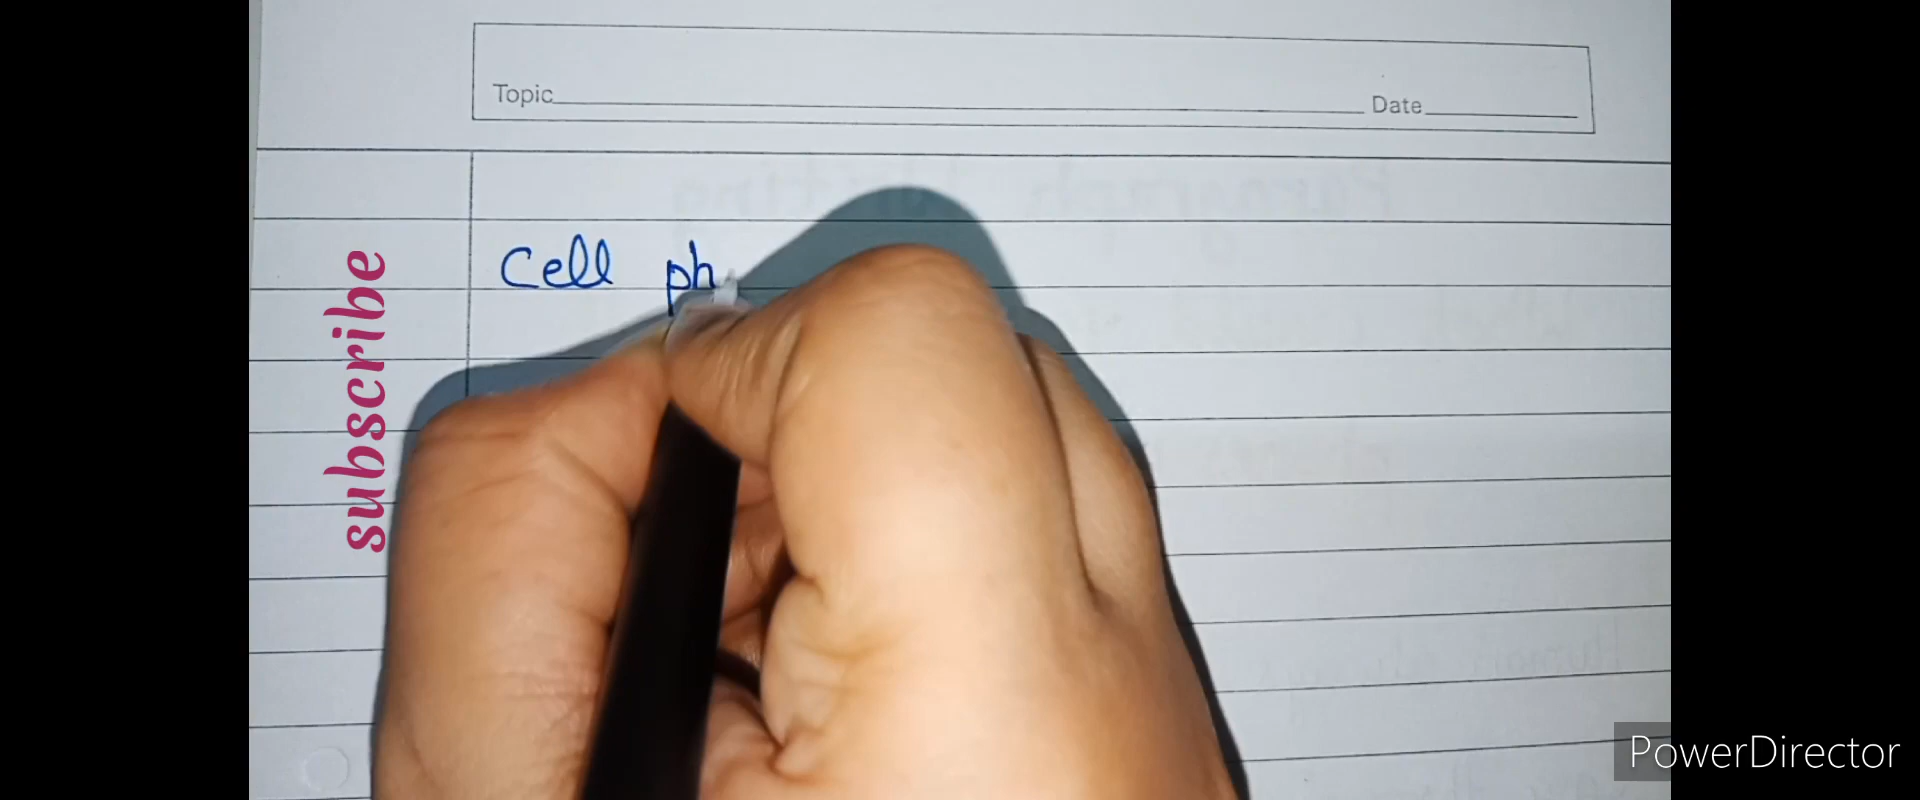 Topic Date
Cell ph
subscribe
PowerDirector